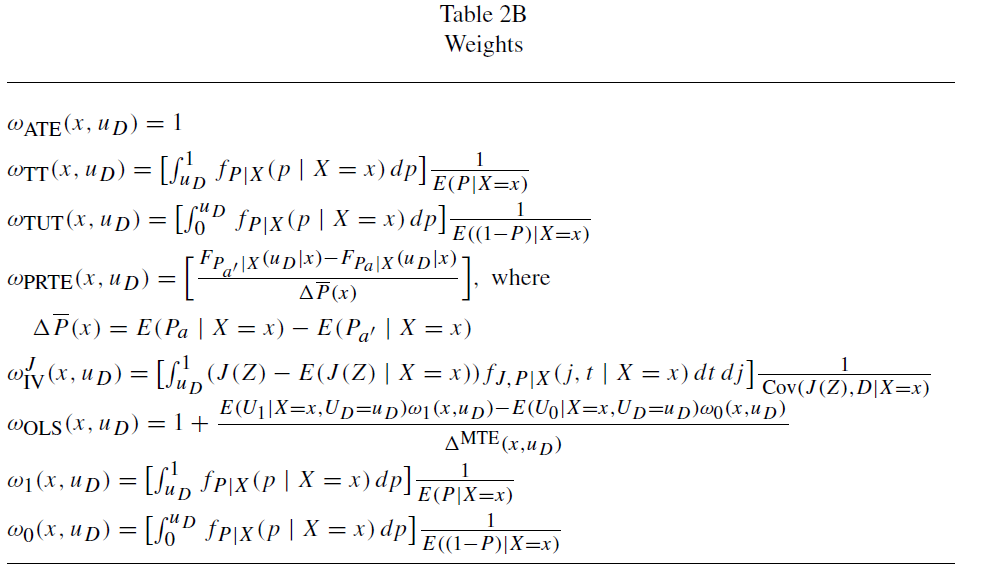 Table 2B
Weights
ω_ATE(x, u_D) = 1
ω_TT(x, u_D) = [∫_{u_D}^1 f_{P|X}(p | X = x) dp] 1/E(P|X=x)
ω_TUT(x, u_D) = [∫_0^{u_D} f_{P|X}(p | X = x) dp] 1/E((1−P)|X=x)
ω_PRTE(x, u_D) = [(F_{P_{a′}|X}(u_D|x)−F_{P_a|X}(u_D|x))/ΔP̅(x)], where
ΔP̅(x) = E(P_a | X = x) − E(P_{a′} | X = x)
ω_IV^J(x, u_D) = [∫_{u_D}^1 (J(Z) − E(J(Z) | X = x)) f_{J,P|X}(j, t | X = x) dt dj] 1/Cov(J(Z),D|X=x)
ω_OLS(x, u_D) = 1 + (E(U_1|X=x,U_D=u_D)ω_1(x,u_D)−E(U_0|X=x,U_D=u_D)ω_0(x,u_D))/Δ^MTE(x,u_D)
ω_1(x, u_D) = [∫_{u_D}^1 f_{P|X}(p | X = x) dp] 1/E(P|X=x)
ω_0(x, u_D) = [∫_0^{u_D} f_{P|X}(p | X = x) dp] 1/E((1−P)|X=x)